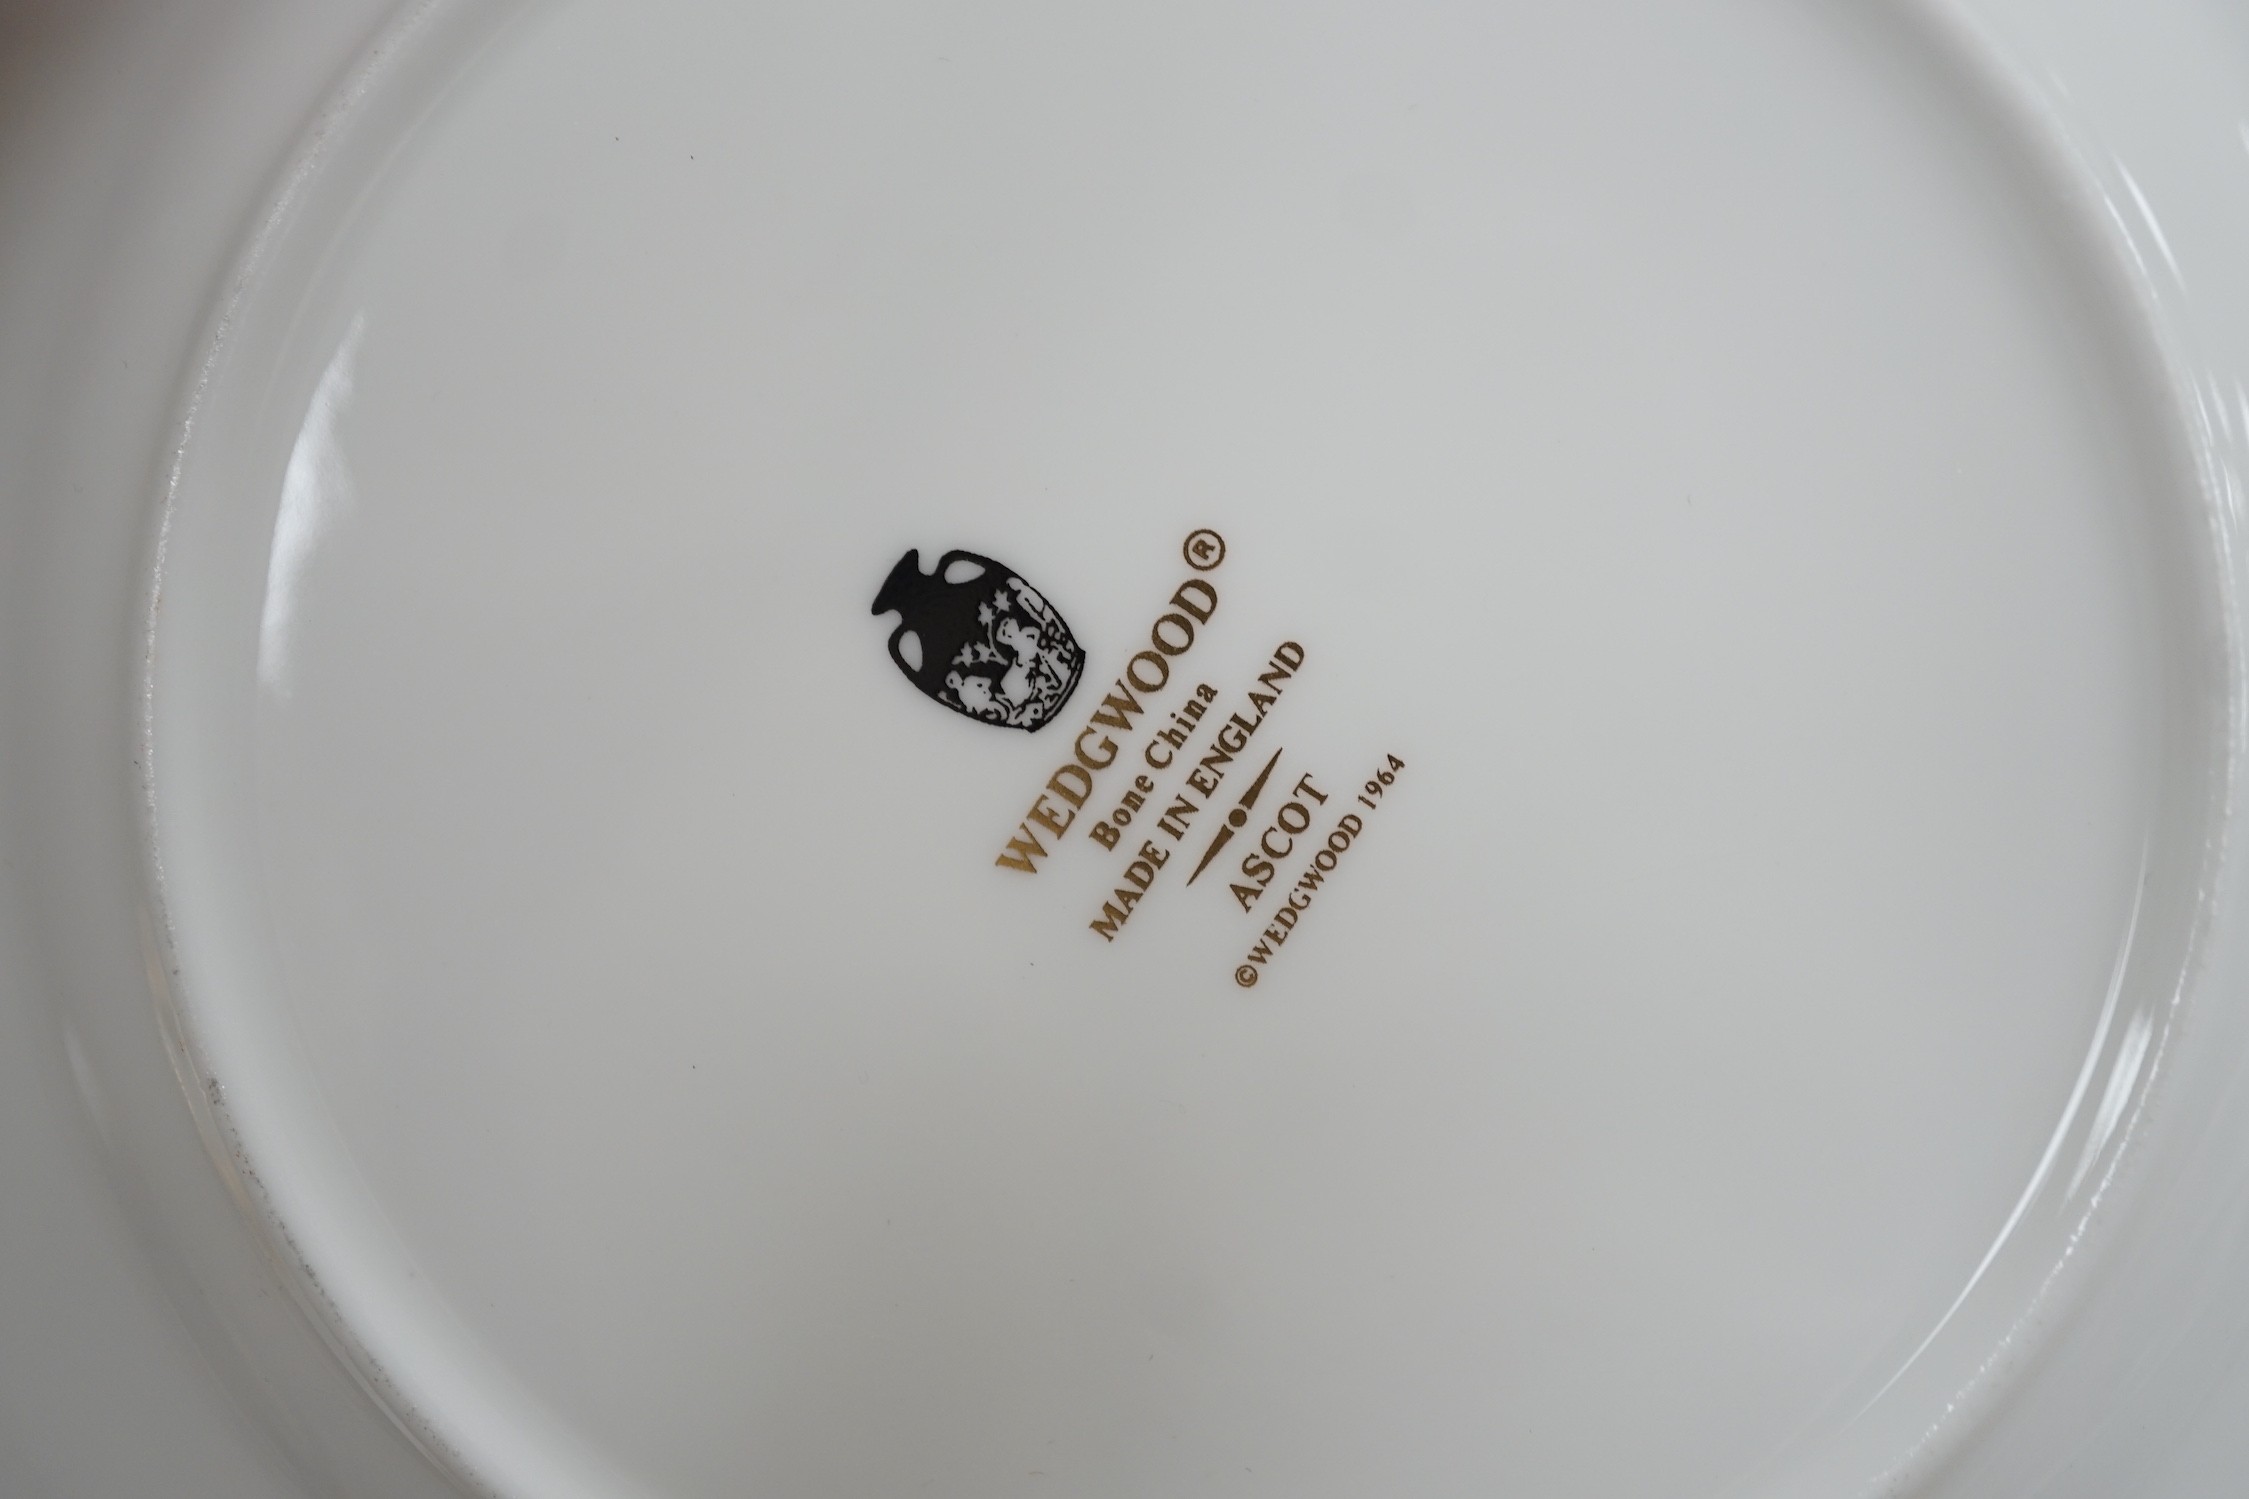 WEDGWOOD®
Bone China
MADE IN ENGLAND
ASCOT
©WEDGWOOD 1964